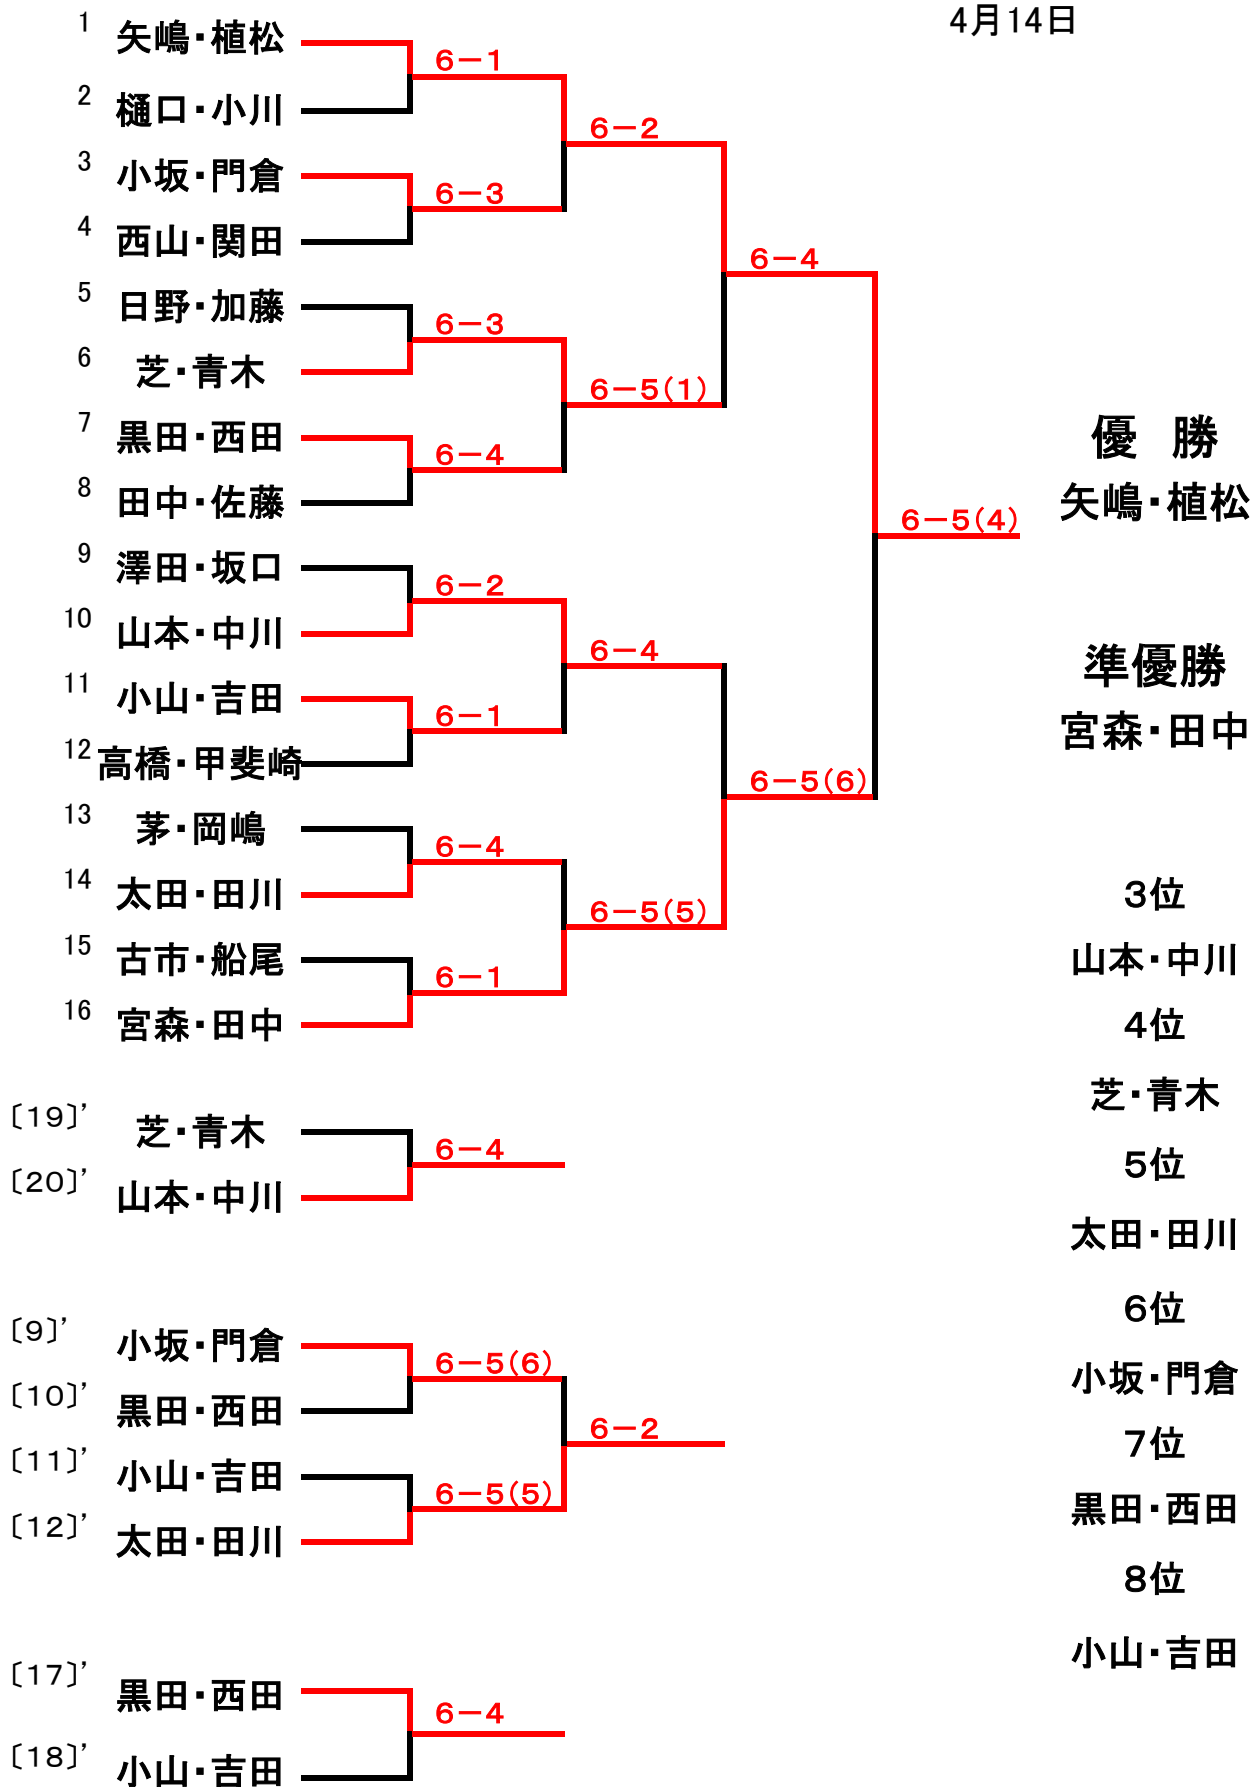 4月14日
1 矢嶋・植松
6－1
2 樋口・小川
6－2
3 小坂・門倉
6－3
4 西山・関田
6－4
5 日野・加藤
6－3
6 芝・青木
6－5(1)
7 黒田・西田
6－4
8 田中・佐藤
優　勝
矢嶋・植松
6－5(4)
9 澤田・坂口
6－2
10 山本・中川
6－4
11 小山・吉田
6－1
12 高橋・甲斐崎
準優勝
宮森・田中
6－5(6)
13 茅・岡嶋
6－4
14 太田・田川
6－5(5)
15 古市・船尾
6－1
16 宮森・田中
3位
山本・中川
4位
芝・青木
5位
太田・田川
6位
小坂・門倉
7位
黒田・西田
8位
小山・吉田
〔19〕’ 芝・青木
6－4
〔20〕’ 山本・中川
〔9〕’ 小坂・門倉
6－5(6)
〔10〕’ 黒田・西田
6－2
〔11〕’ 小山・吉田
6－5(5)
〔12〕’ 太田・田川
〔17〕’ 黒田・西田
6－4
〔18〕’ 小山・吉田